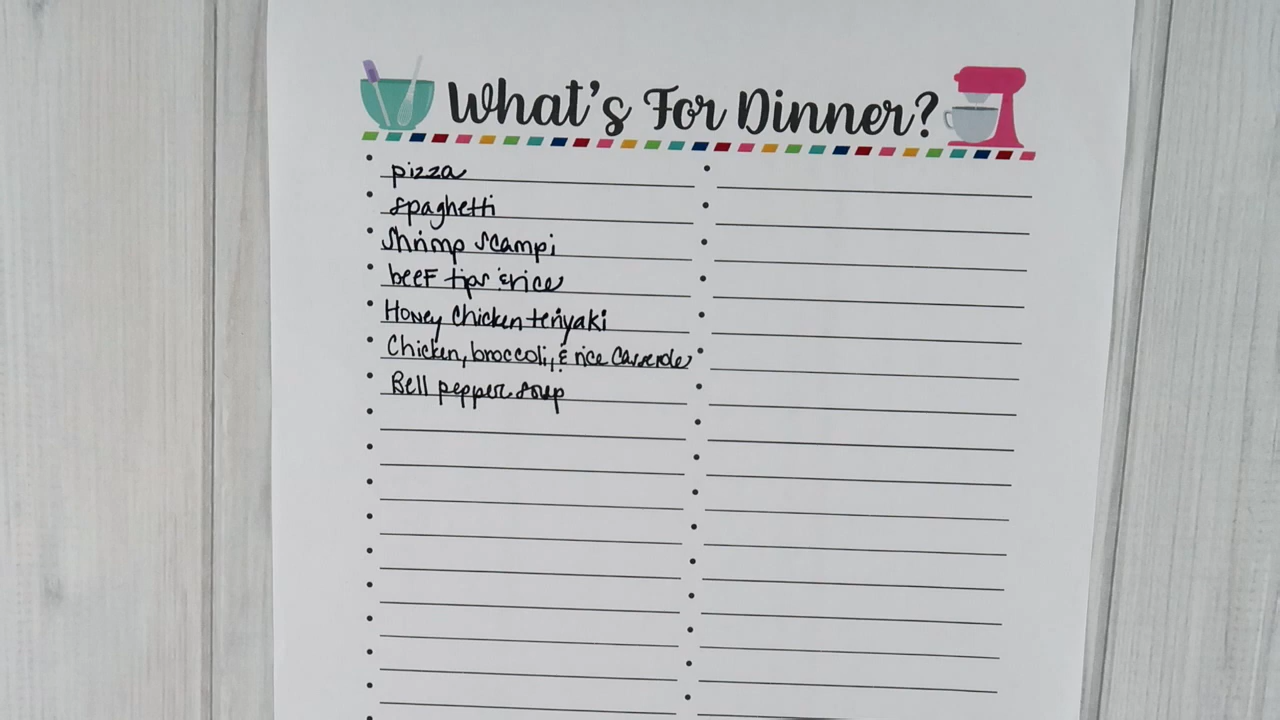 What's For Dinner?
pizza
spaghetti
Shrimp scampi
beef tips & rice
Honey Chicken teriyaki
Chicken, broccoli, & rice Casserole
Bell pepper soup